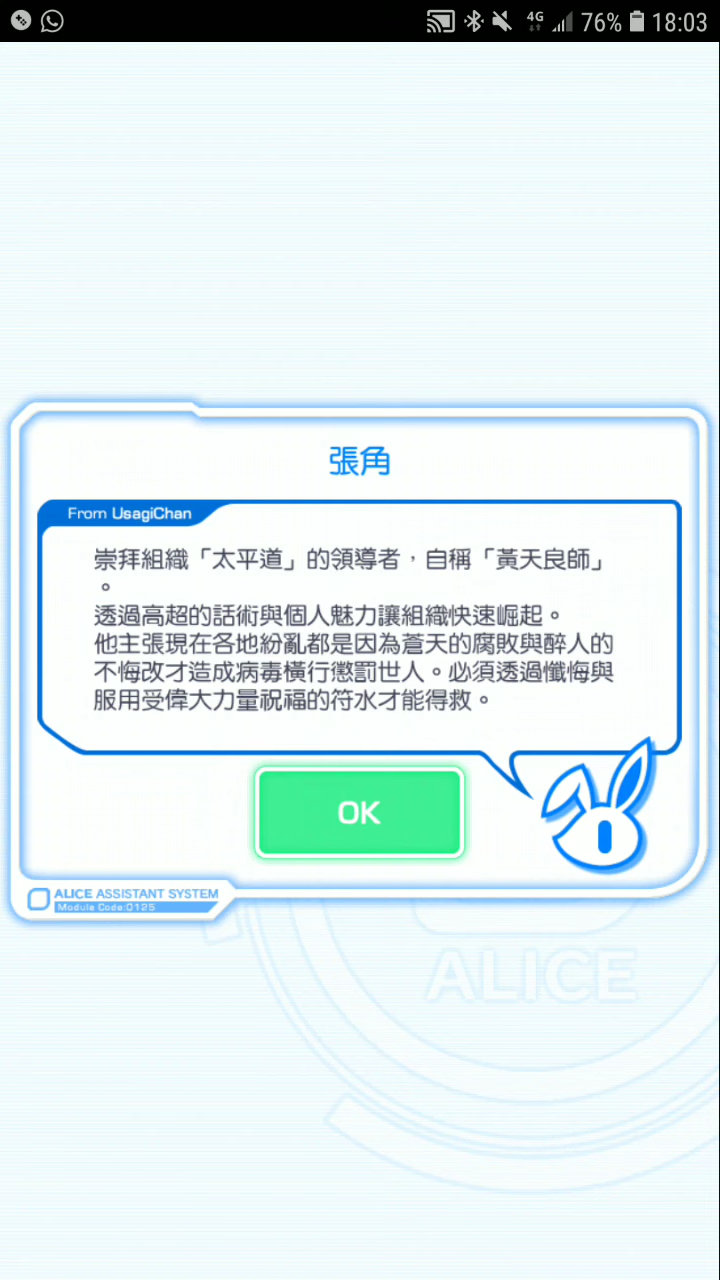 4G 76% 18:03
張角
From UsagiChan
崇拜組織「太平道」的領導者，自稱「黃天良師」
。
透過高超的話術與個人魅力讓組織快速崛起。
他主張現在各地紛亂都是因為蒼天的腐敗與醉人的
不悔改才造成病毒橫行懲罰世人。必須透過懺悔與
服用受偉大力量祝福的符水才能得救。
OK
ALICE ASSISTANT SYSTEM
Module Code:0125
ALICE